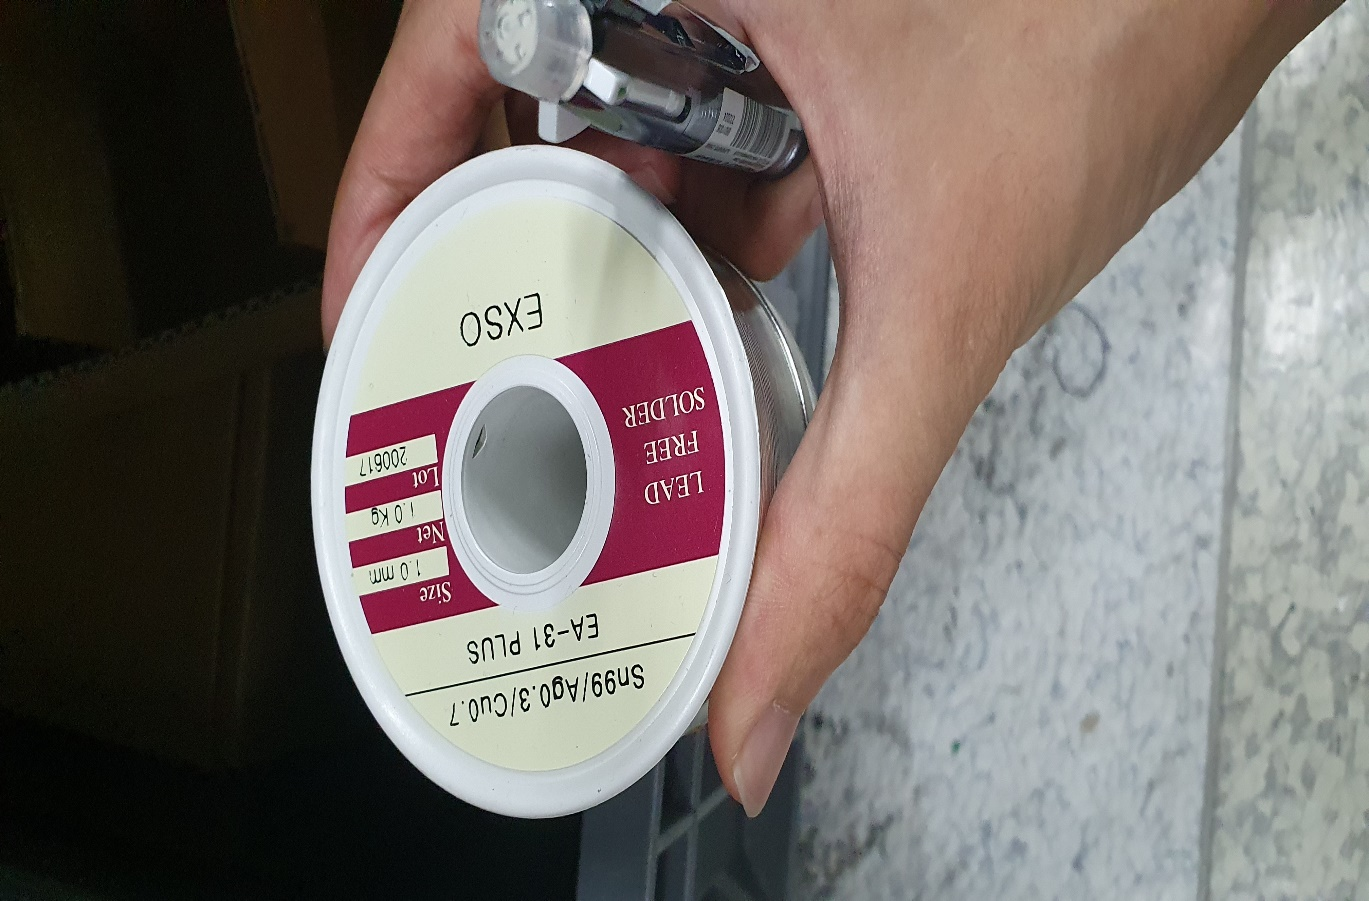 EXSO
LEAD
FREE
SOLDER
Size
1.0 mm
Net
1.0 Kg
Lot
200617
EA-31 PLUS
Sn99/Ag0.3/Cu0.7